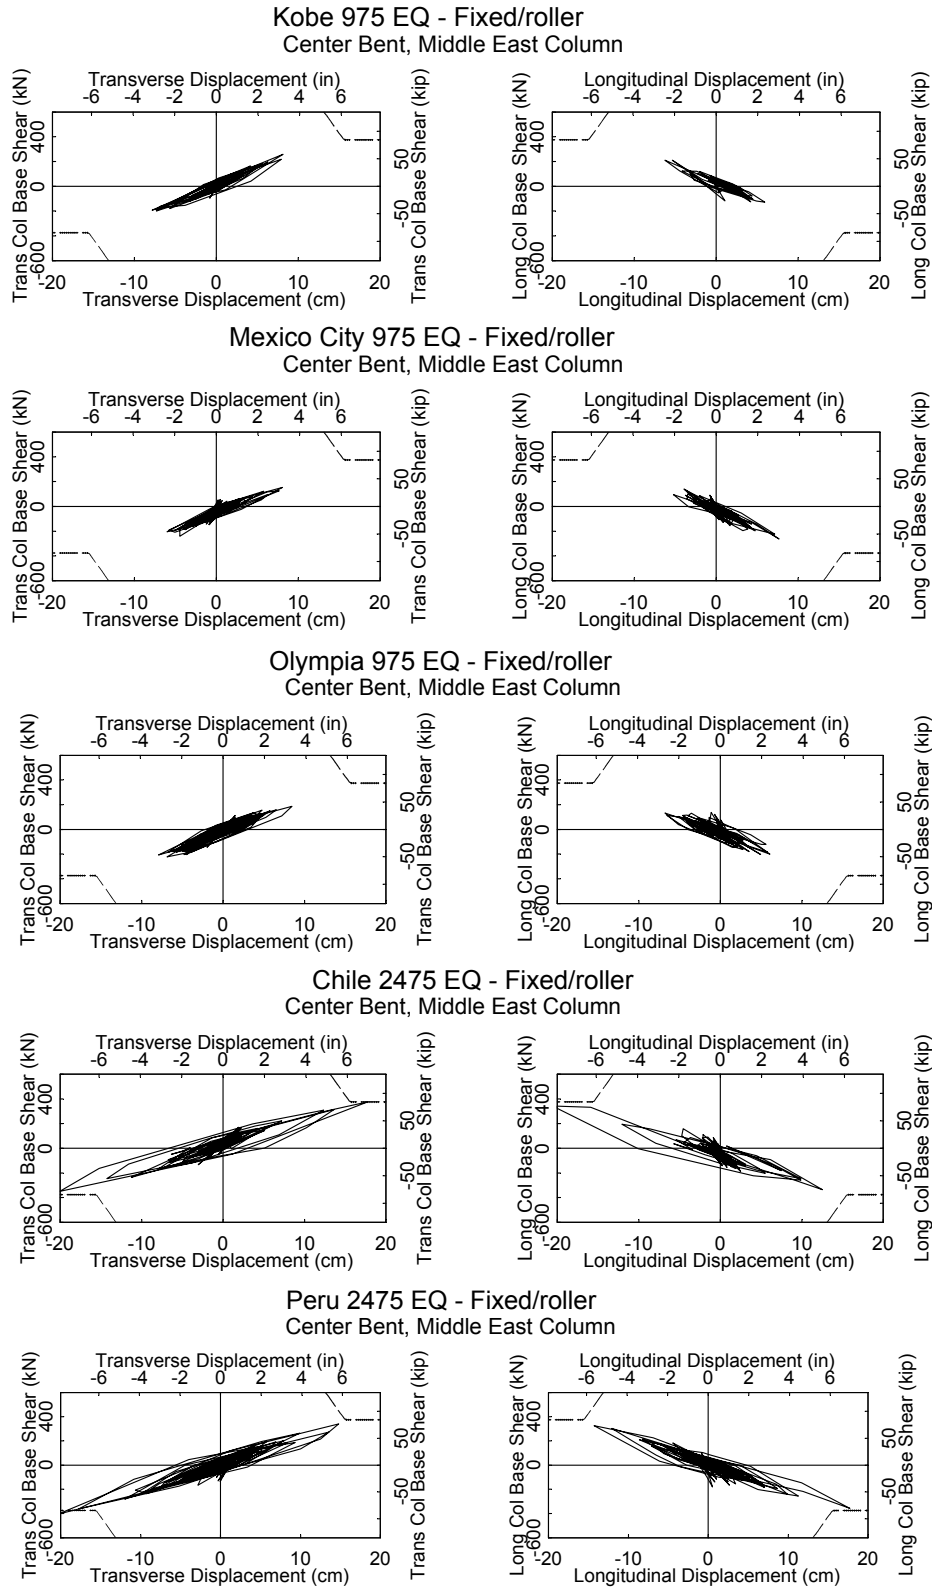 Kobe 975 EQ - Fixed/roller
Center Bent, Middle East Column
Transverse Displacement (in)
-6 -4 -2 0 2 4 6
Trans Col Base Shear (kN)
400
0
-600
Trans Col Base Shear (kip)
50
-50
-20 -10 0 10 20
Transverse Displacement (cm)
Longitudinal Displacement (in)
-6 -4 -2 0 2 4 6
Long Col Base Shear (kN)
400
0
-600
Long Col Base Shear (kip)
50
-50
-20 -10 0 10 20
Longitudinal Displacement (cm)
Mexico City 975 EQ - Fixed/roller
Center Bent, Middle East Column
Transverse Displacement (in)
-6 -4 -2 0 2 4 6
Trans Col Base Shear (kN)
400
0
-600
Trans Col Base Shear (kip)
50
-50
-20 -10 0 10 20
Transverse Displacement (cm)
Longitudinal Displacement (in)
-6 -4 -2 0 2 4 6
Long Col Base Shear (kN)
400
0
-600
Long Col Base Shear (kip)
50
-50
-20 -10 0 10 20
Longitudinal Displacement (cm)
Olympia 975 EQ - Fixed/roller
Center Bent, Middle East Column
Transverse Displacement (in)
-6 -4 -2 0 2 4 6
Trans Col Base Shear (kN)
400
0
-600
Trans Col Base Shear (kip)
50
-50
-20 -10 0 10 20
Transverse Displacement (cm)
Longitudinal Displacement (in)
-6 -4 -2 0 2 4 6
Long Col Base Shear (kN)
400
0
-600
Long Col Base Shear (kip)
50
-50
-20 -10 0 10 20
Longitudinal Displacement (cm)
Chile 2475 EQ - Fixed/roller
Center Bent, Middle East Column
Transverse Displacement (in)
-6 -4 -2 0 2 4 6
Trans Col Base Shear (kN)
400
0
-600
Trans Col Base Shear (kip)
50
-50
-20 -10 0 10 20
Transverse Displacement (cm)
Longitudinal Displacement (in)
-6 -4 -2 0 2 4 6
Long Col Base Shear (kN)
400
0
-600
Long Col Base Shear (kip)
50
-50
-20 -10 0 10 20
Longitudinal Displacement (cm)
Peru 2475 EQ - Fixed/roller
Center Bent, Middle East Column
Transverse Displacement (in)
-6 -4 -2 0 2 4 6
Trans Col Base Shear (kN)
400
0
-600
Trans Col Base Shear (kip)
50
-50
-20 -10 0 10 20
Transverse Displacement (cm)
Longitudinal Displacement (in)
-6 -4 -2 0 2 4 6
Long Col Base Shear (kN)
400
0
-600
Long Col Base Shear (kip)
50
-50
-20 -10 0 10 20
Longitudinal Displacement (cm)